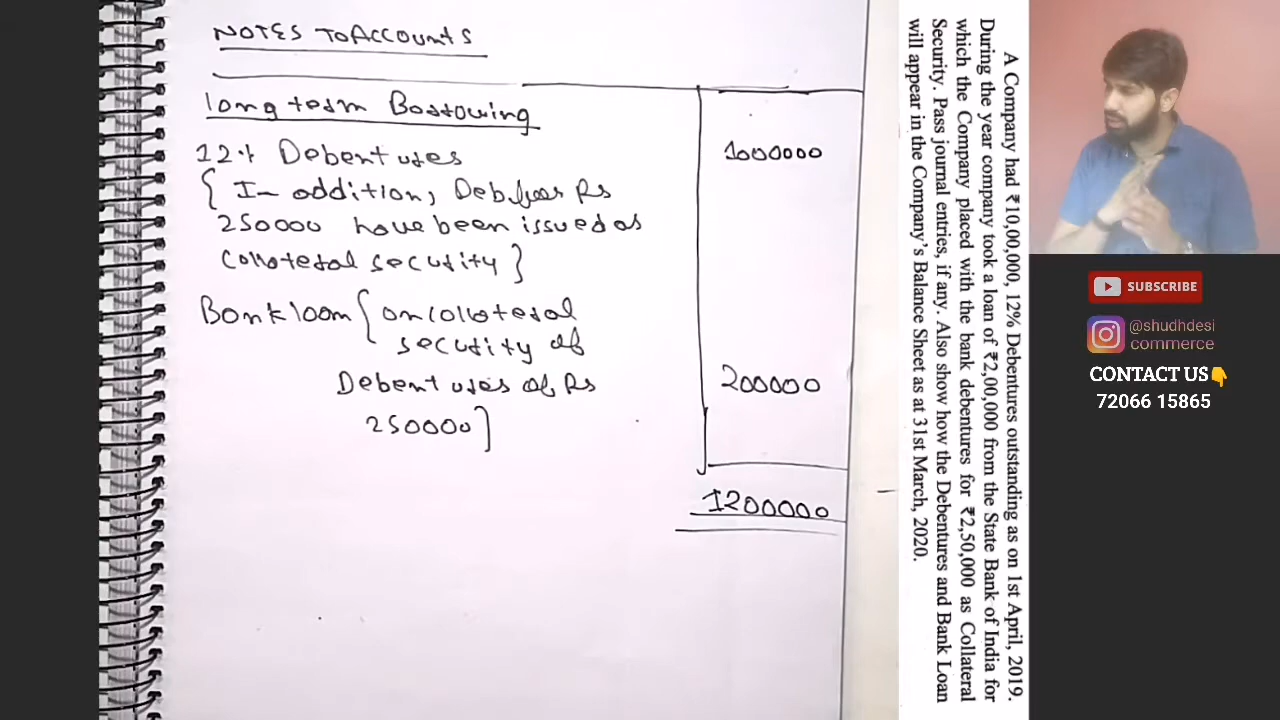 NOTES TO ACCOUNTS
long term Borrowing
12% Debentures 1000000
{ In addition, Deb. for Rs
250000 have been issued as
collateral security }
Bank loan { on collateral
security of
Debentures of Rs 200000
250000 ]
1200000
A Company had ₹10,00,000, 12% Debentures outstanding as on 1st April, 2019.
During the year company took a loan of ₹2,00,000 from the State Bank of India for
which the Company placed with the bank debentures for ₹2,50,000 as Collateral
Security. Pass journal entries, if any. Also show how the Debentures and Bank Loan
will appear in the Company's Balance Sheet as at 31st March, 2020.
SUBSCRIBE
@shudhdesi
commerce
CONTACT US👇
72066 15865